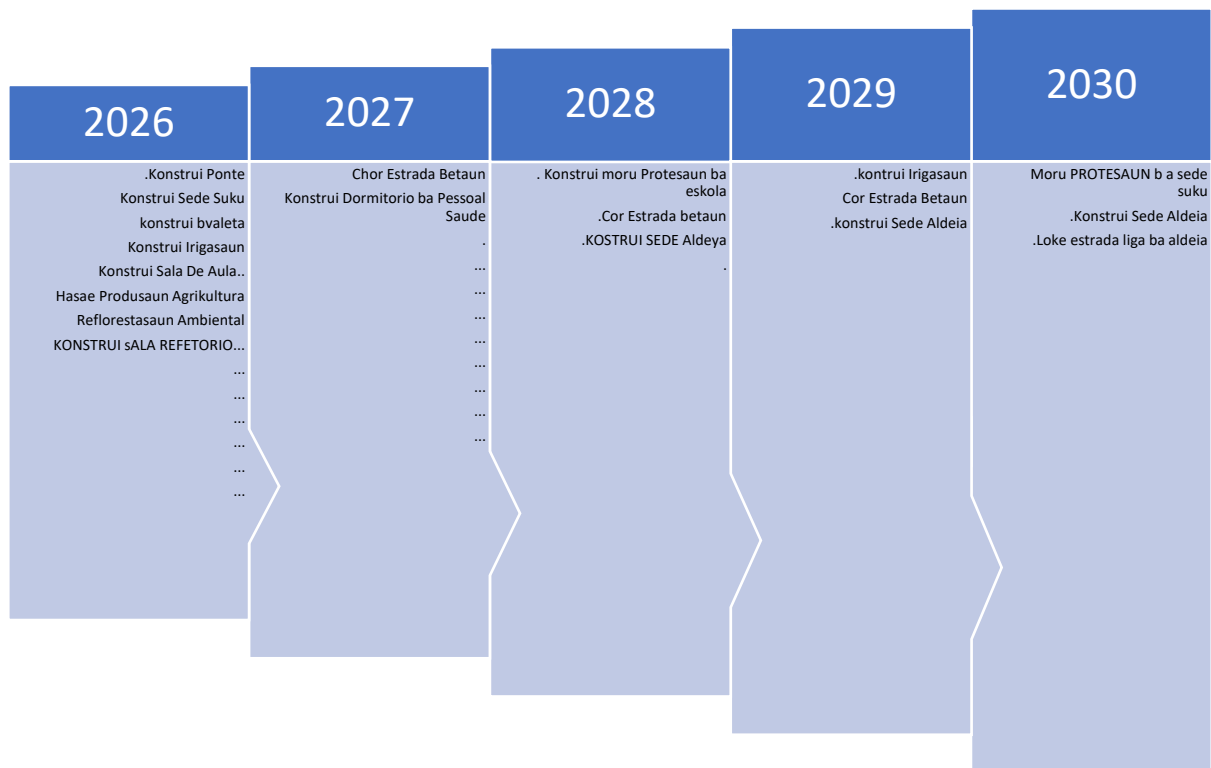 2026
.Konstrui Ponte
Konstrui Sede Suku
konstrui bvaleta
Konstrui Irigasaun
Konstrui Sala De Aula..
Hasae Produsaun Agrikultura
Reflorestasaun Ambiental
KONSTRUI sALA REFETORIO...
...
...
...
...
...
...
2027
Chor Estrada Betaun
Konstrui Dormitorio ba Pessoal
Saude
.
...
...
...
...
...
...
...
...
2028
. Konstrui moru Protesaun ba
eskola
.Cor Estrada betaun
.KOSTRUI SEDE Aldeya
.
2029
.kontrui Irigasaun
Cor Estrada Betaun
.konstrui Sede Aldeia
2030
Moru PROTESAUN b a sede
suku
.Konstrui Sede Aldeia
.Loke estrada liga ba aldeia